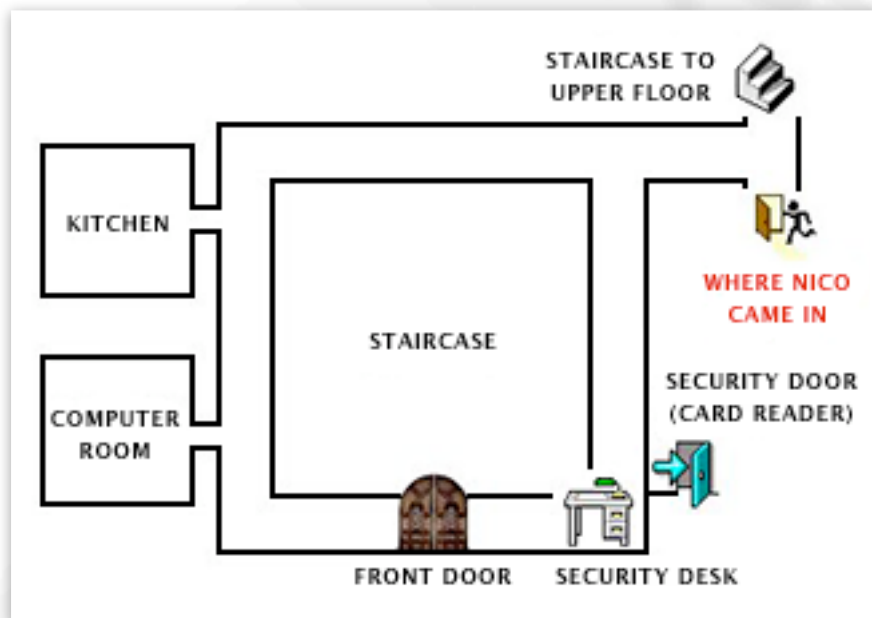 STAIRCASE TO
UPPER FLOOR
KITCHEN
WHERE NICO
CAME IN
STAIRCASE
SECURITY DOOR
(CARD READER)
COMPUTER
ROOM
FRONT DOOR
SECURITY DESK